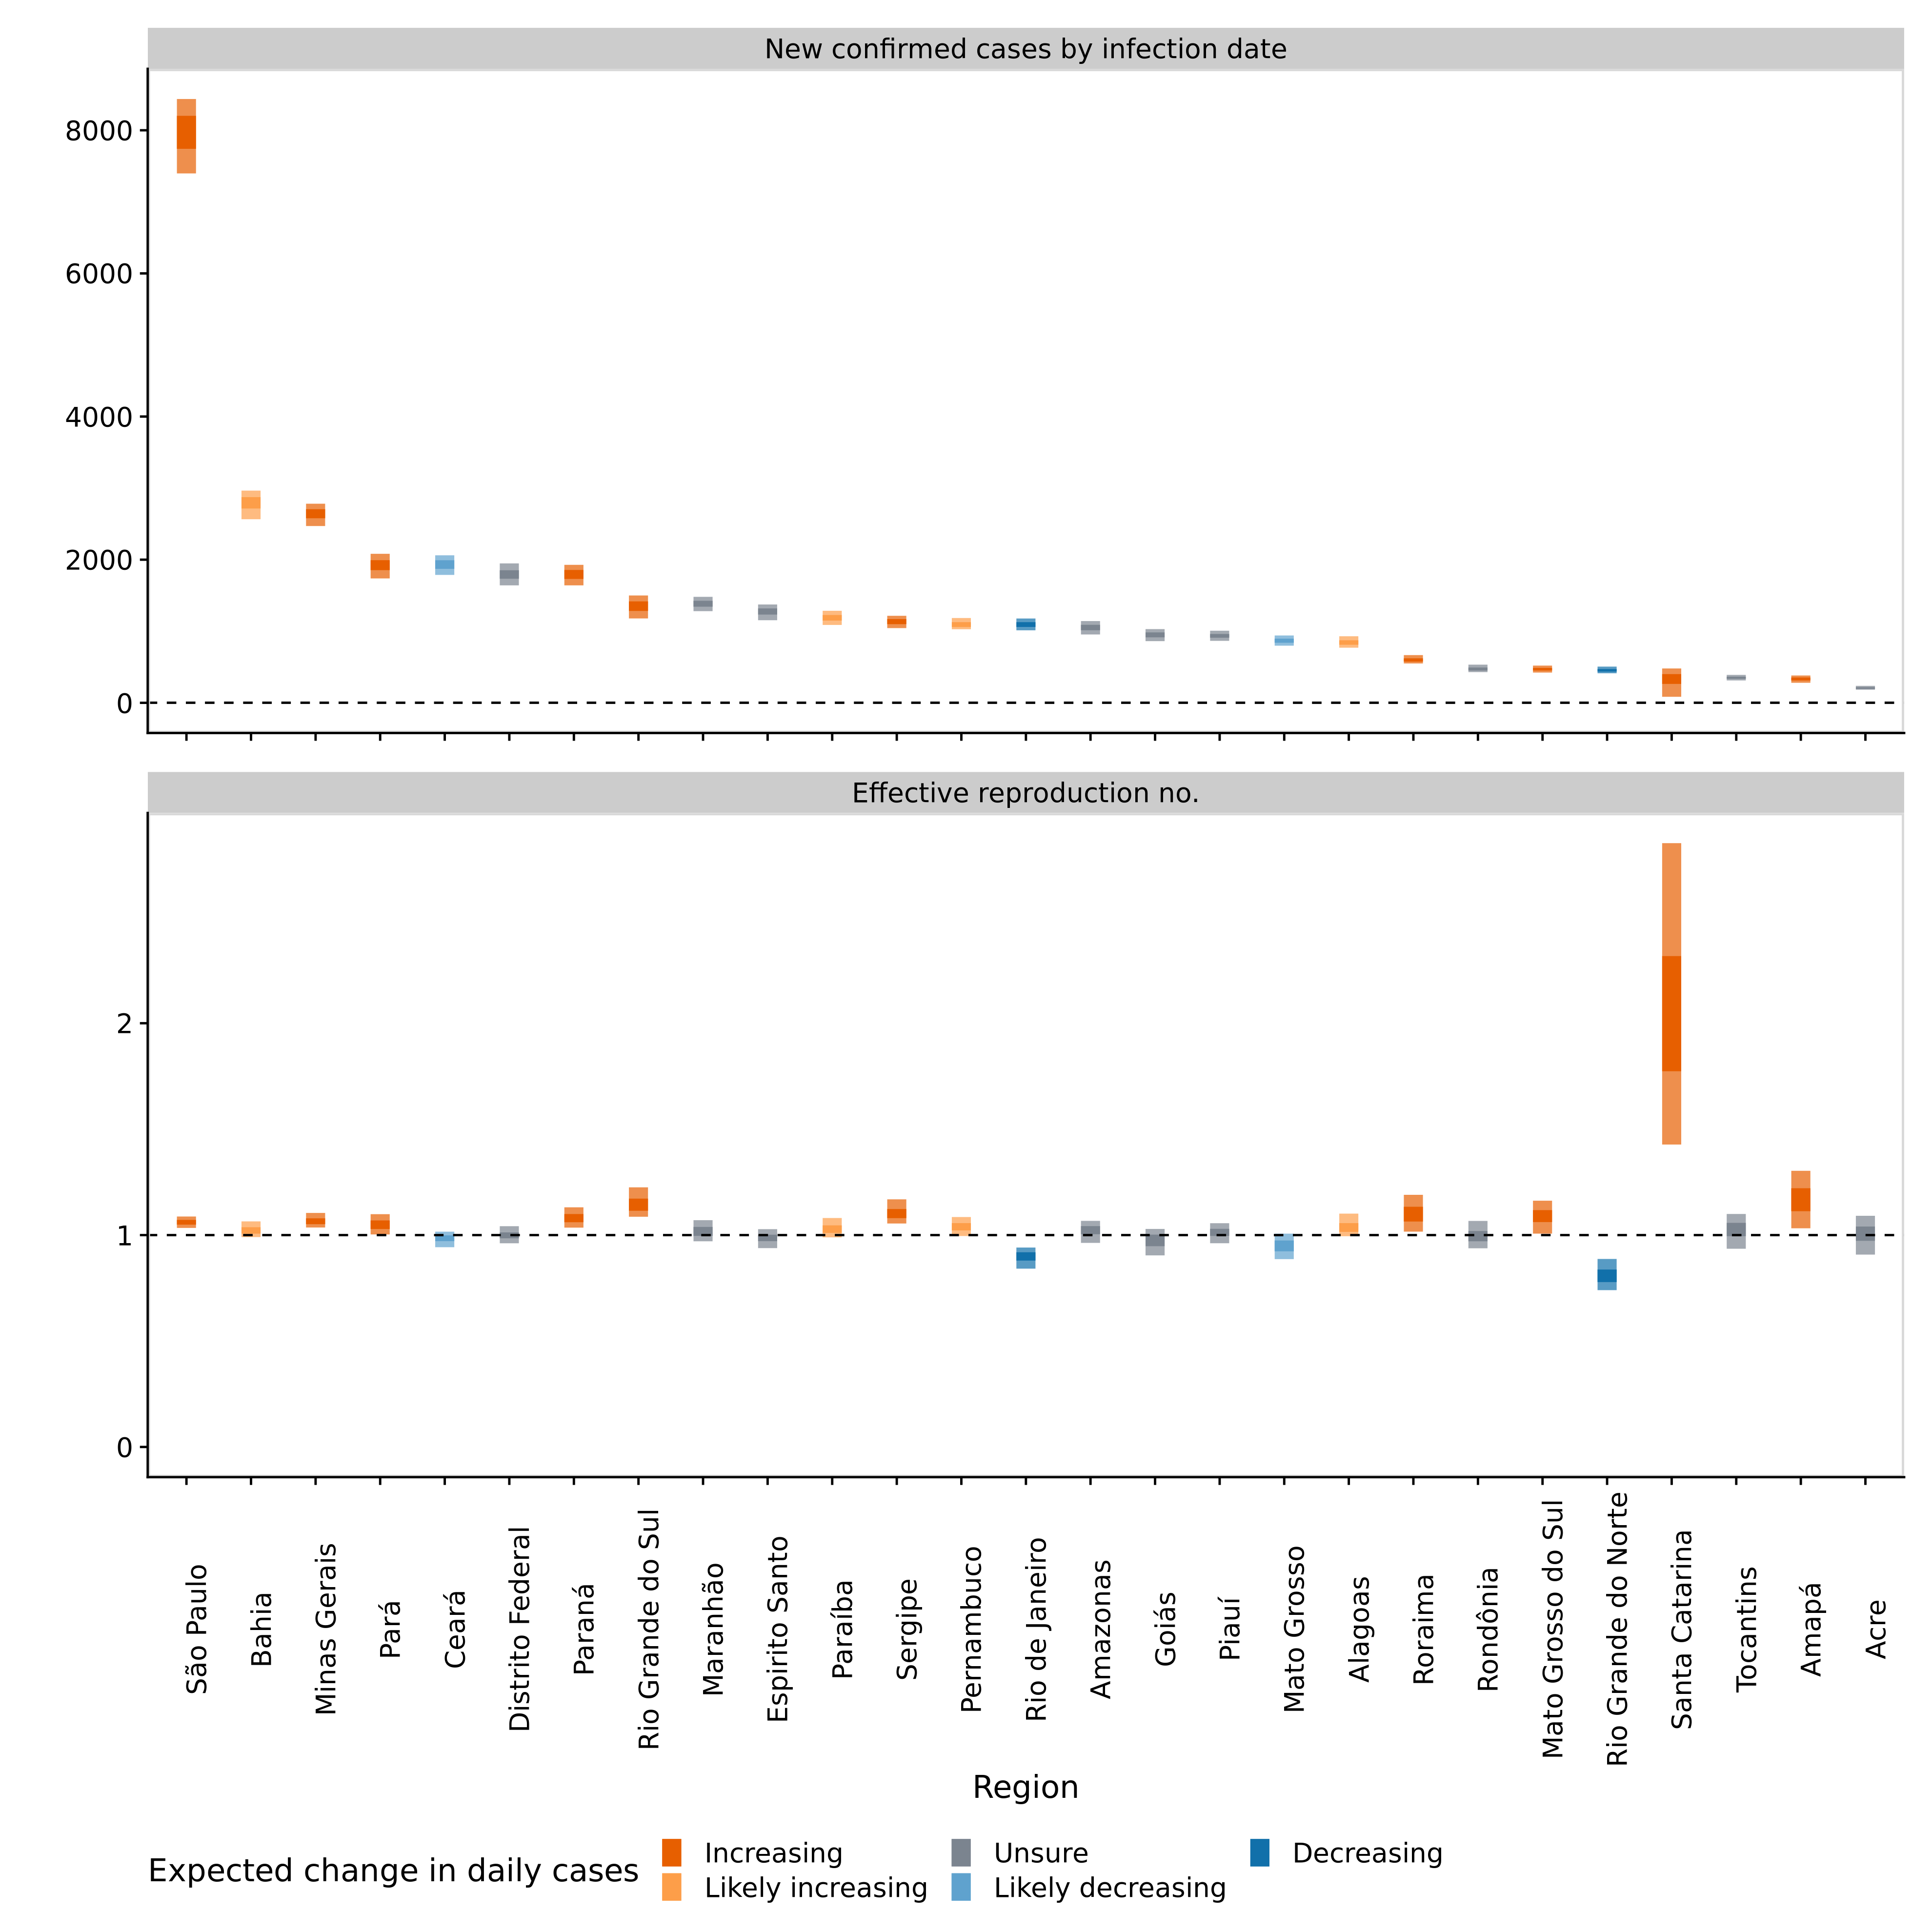 New confirmed cases by infection date
8000
6000
4000
2000
0
Effective reproduction no.
2
1
0
São Paulo
Bahia
Minas Gerais
Pará
Ceará
Distrito Federal
Paraná
Rio Grande do Sul
Maranhão
Espirito Santo
Paraíba
Sergipe
Pernambuco
Rio de Janeiro
Amazonas
Goiás
Piauí
Mato Grosso
Alagoas
Roraima
Rondônia
Mato Grosso do Sul
Rio Grande do Norte
Santa Catarina
Tocantins
Amapá
Acre
Region
Expected change in daily cases
Increasing
Likely increasing
Unsure
Likely decreasing
Decreasing